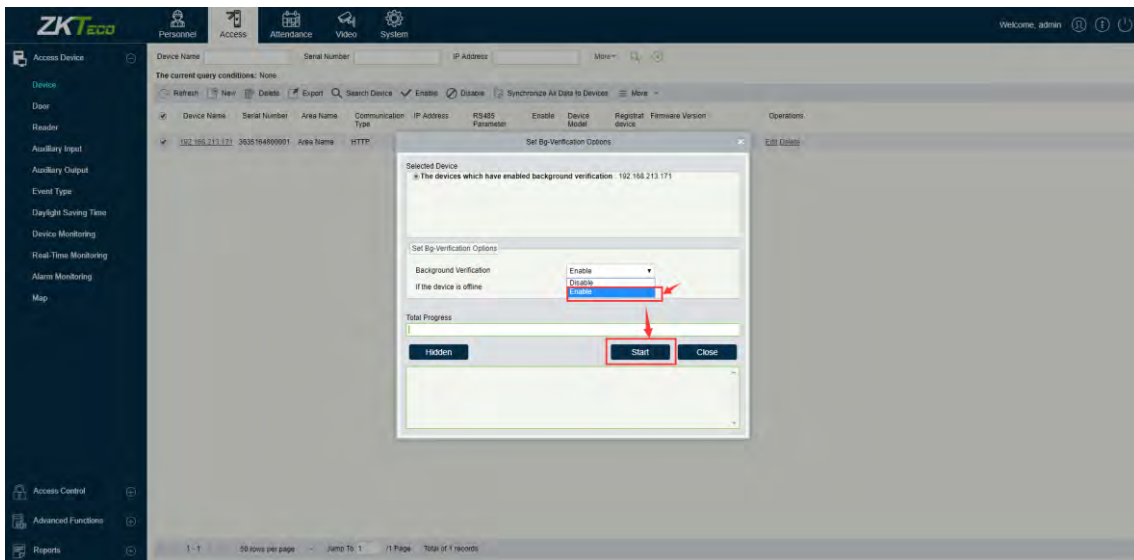 ZKTeco
Personnel Access Attendance Video System
Welcome, admin
Access Device
Device
Door
Reader
Auxiliary Input
Auxiliary Output
Event Type
Daylight Saving Time
Device Monitoring
Real-Time Monitoring
Alarm Monitoring
Map
Access Control
Advanced Functions
Reports
Device Name Serial Number IP Address More
The current query conditions: None
Refresh New Delete Export Search Device Enable Disable Synchronize All Data to Devices More
Device Name Serial Number Area Name Communication Type IP Address RS485 Parameter Enable Device Model Registrat device Firmware Version Operations
192.168.213.171 3635164800001 Area Name HTTP Edit Delete
Set Bg-Verification Options
Selected Device
The devices which have enabled background verification : 192.168.213.171
Set Bg-Verification Options
Background Verification Enable
If the device is offline
Disable
Enable
Total Progress
Hidden Start Close
1-1 50 rows per page Jump To 1 /1 Page Total of 1 records